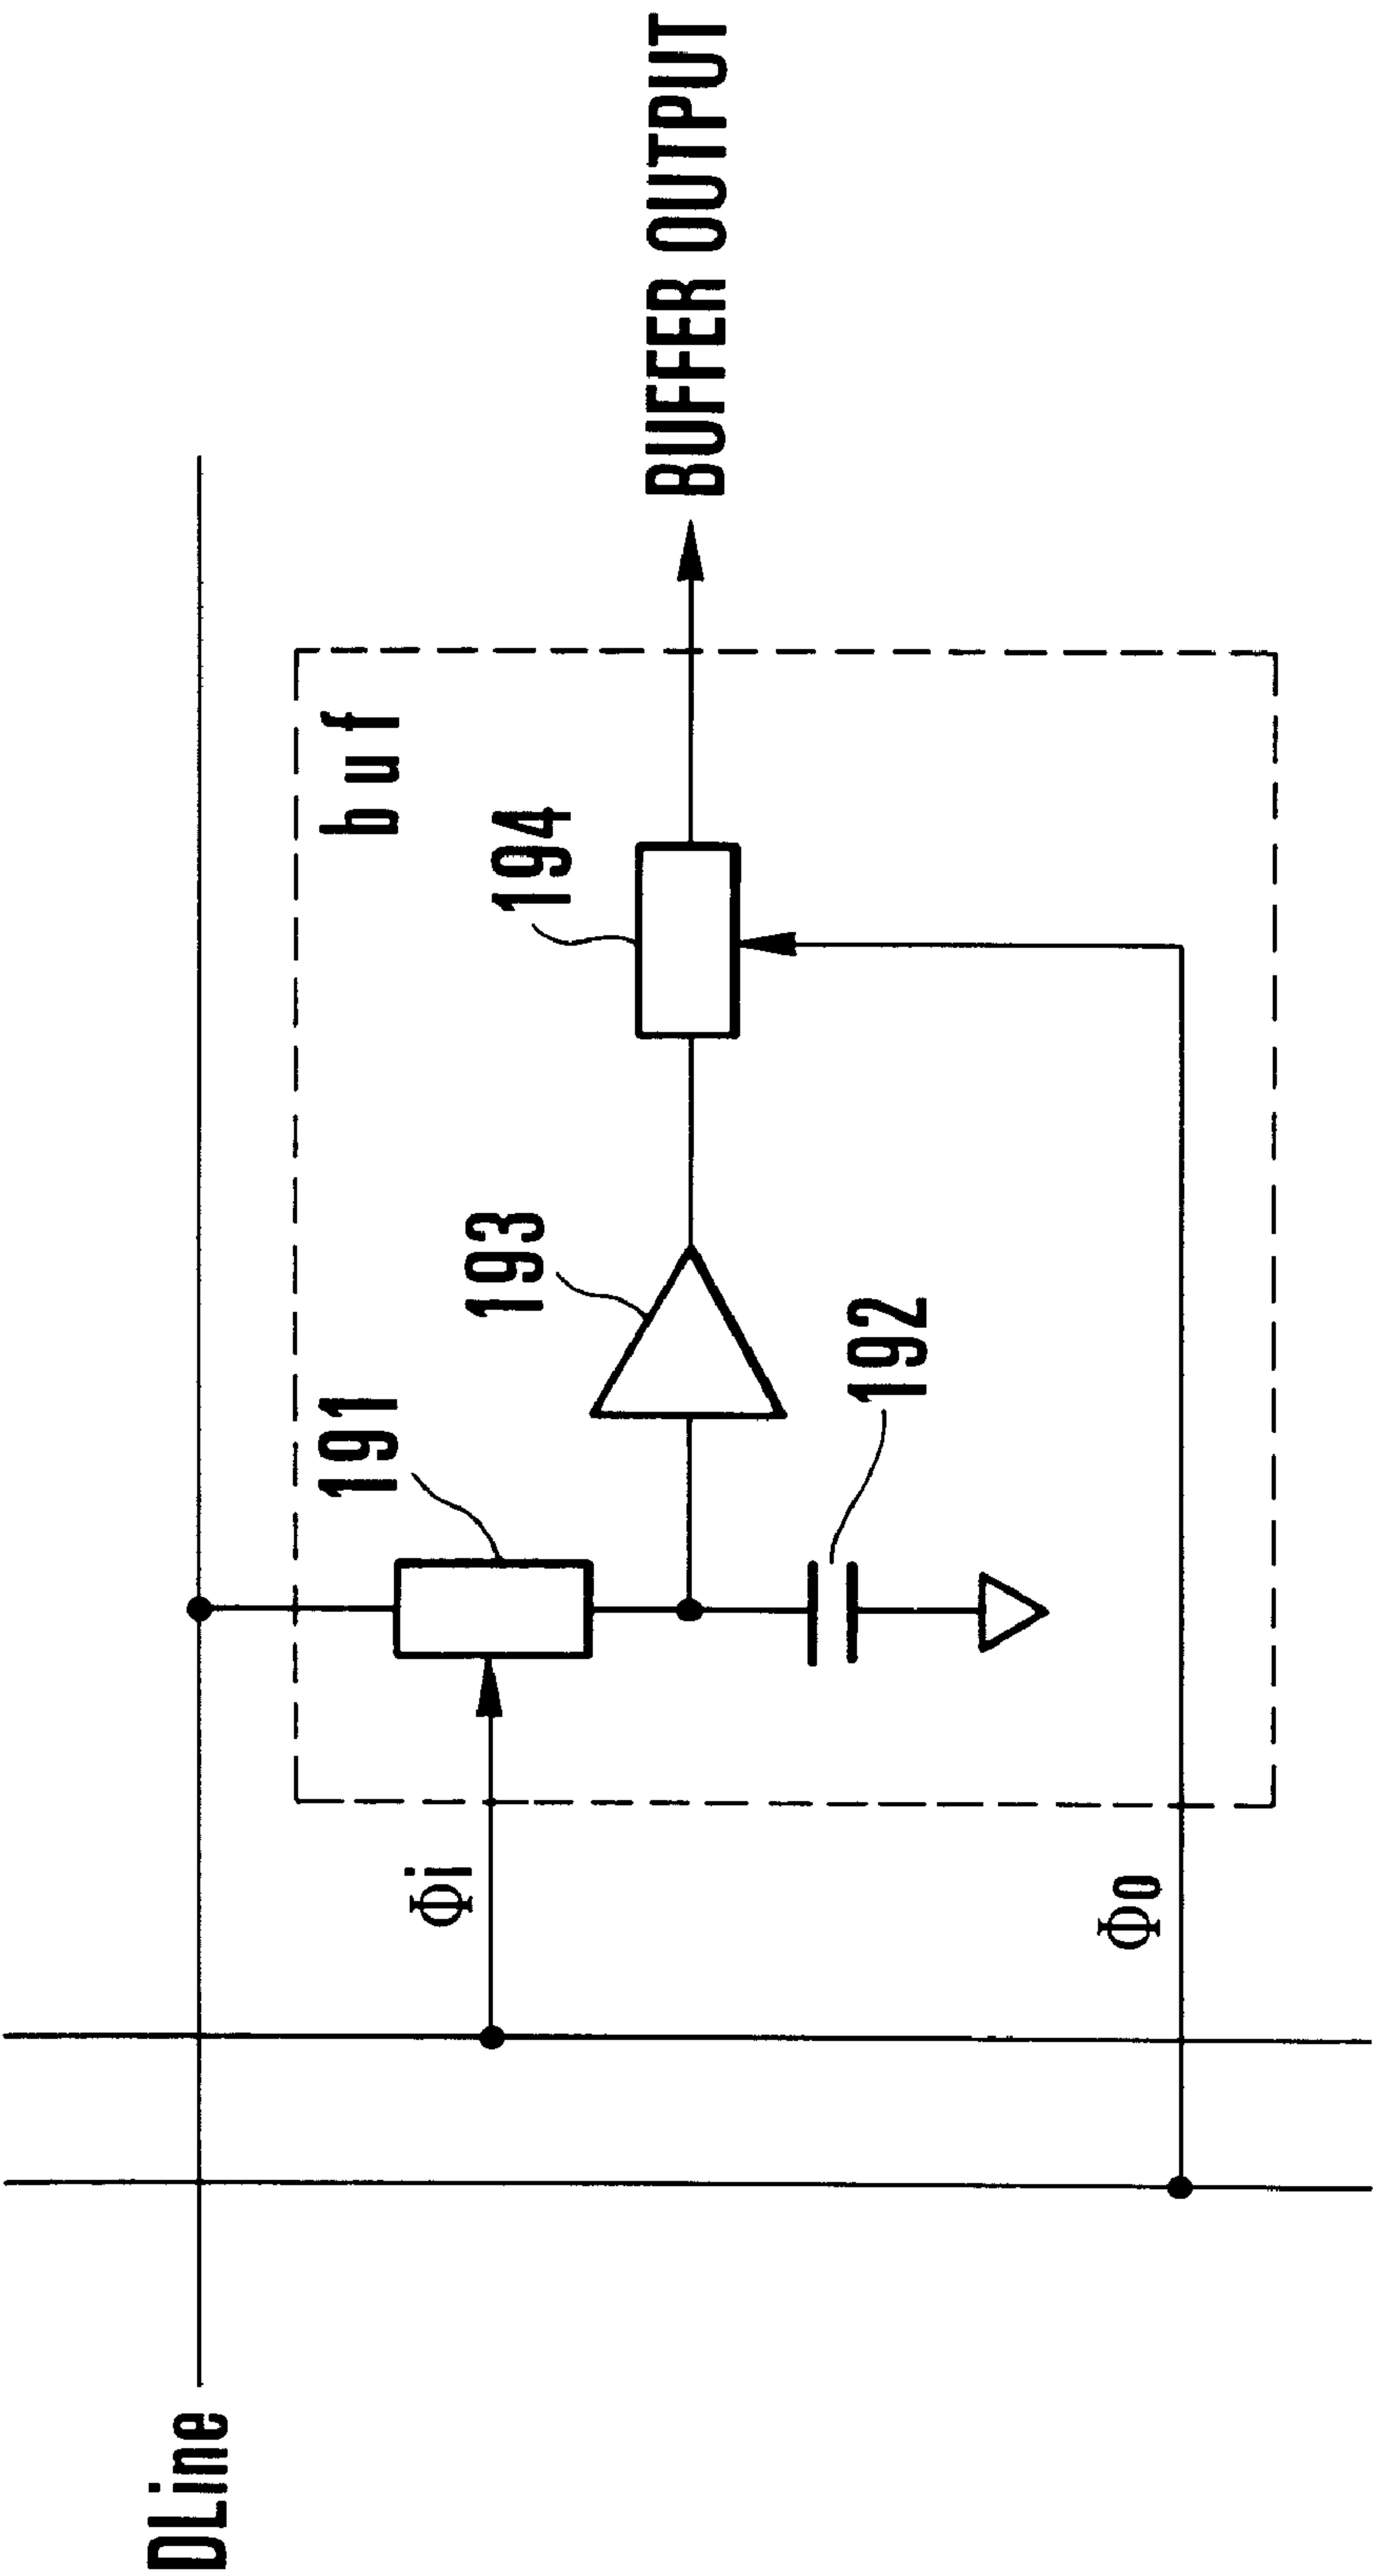 DLine
buf
191
193
194
BUFFER OUTPUT
192
Φi
Φo